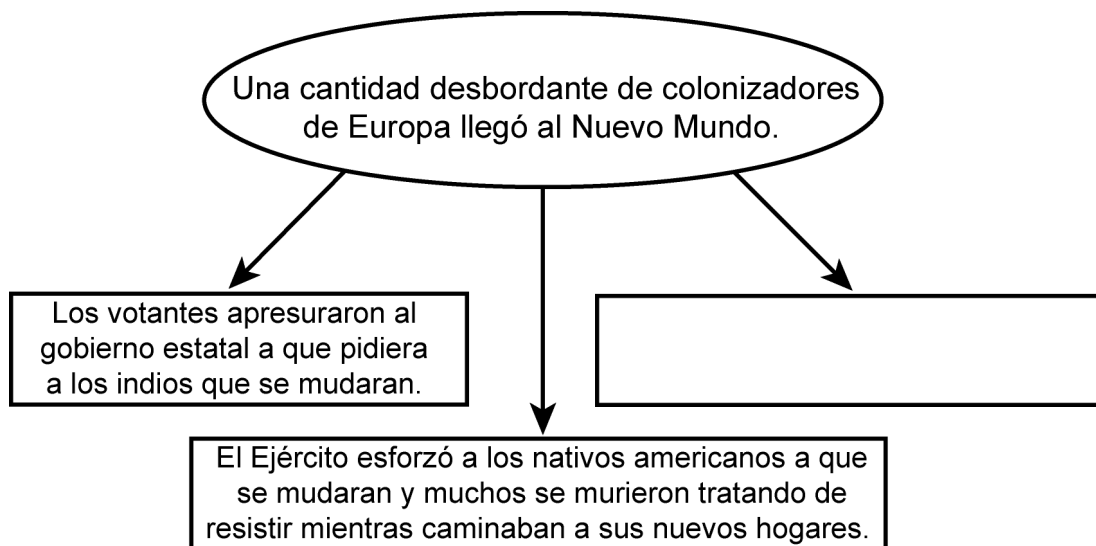 Una cantidad desbordante de colonizadores
de Europa llegó al Nuevo Mundo.
Los votantes apresuraron al
gobierno estatal a que pidiera
a los indios que se mudaran.
El Ejército esforzó a los nativos americanos a que
se mudaran y muchos se murieron tratando de
resistir mientras caminaban a sus nuevos hogares.